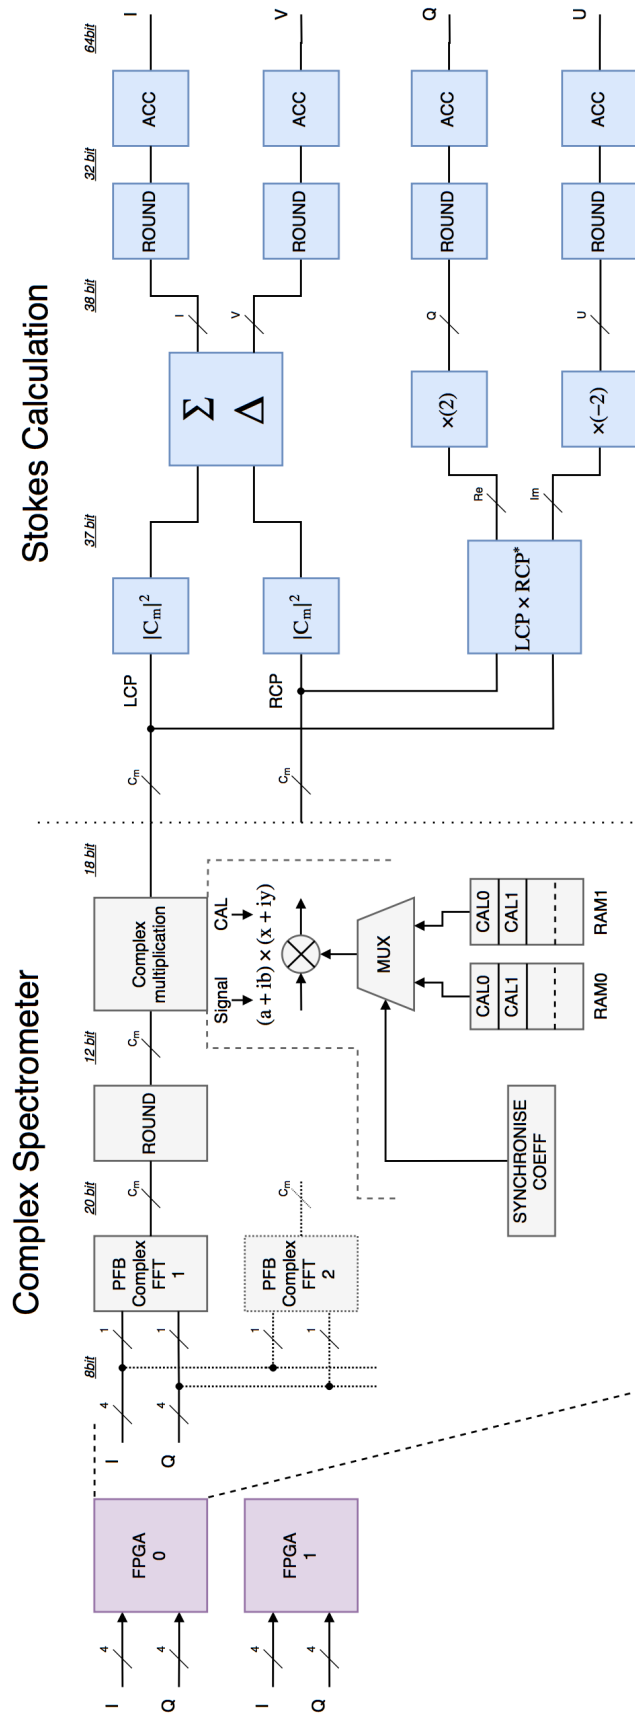 Complex Spectrometer
Stokes Calculation
8bit
20 bit
12 bit
18 bit
37 bit
38 bit
32 bit
64bit
I
4
Q
4
FPGA
0
I
4
Q
4
FPGA
1
I
4
1
Q
4
1
PFB
Complex
FFT
1
Cm
ROUND
Cm
Complex
multiplication
1
1
PFB
Complex
FFT
2
Cm
Signal
CAL
(a + ib) × (x + iy)
MUX
SYNCHRONISE
COEFF
CAL0
CAL1
RAM0
CAL0
CAL1
RAM1
Cm
LCP
|Cm|²
Cm
RCP
|Cm|²
Σ
Δ
I
V
ROUND
ACC
I
ROUND
ACC
V
LCP × RCP*
Re
Im
×(2)
Q
ROUND
ACC
Q
×(−2)
U
ROUND
ACC
U